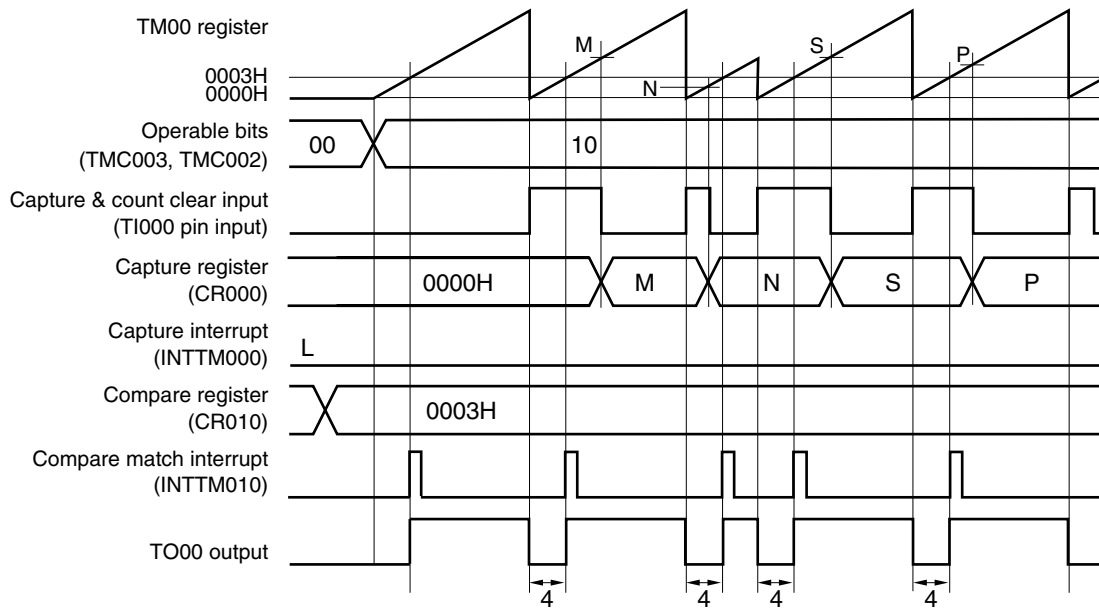 TM00 register
M
S
P
0003H
N
0000H
Operable bits
(TMC003, TMC002)
00
10
Capture & count clear input
(TI000 pin input)
Capture register
(CR000)
0000H
M
N
S
P
Capture interrupt
(INTTM000)
L
Compare register
(CR010)
0003H
Compare match interrupt
(INTTM010)
TO00 output
4
4
4
4